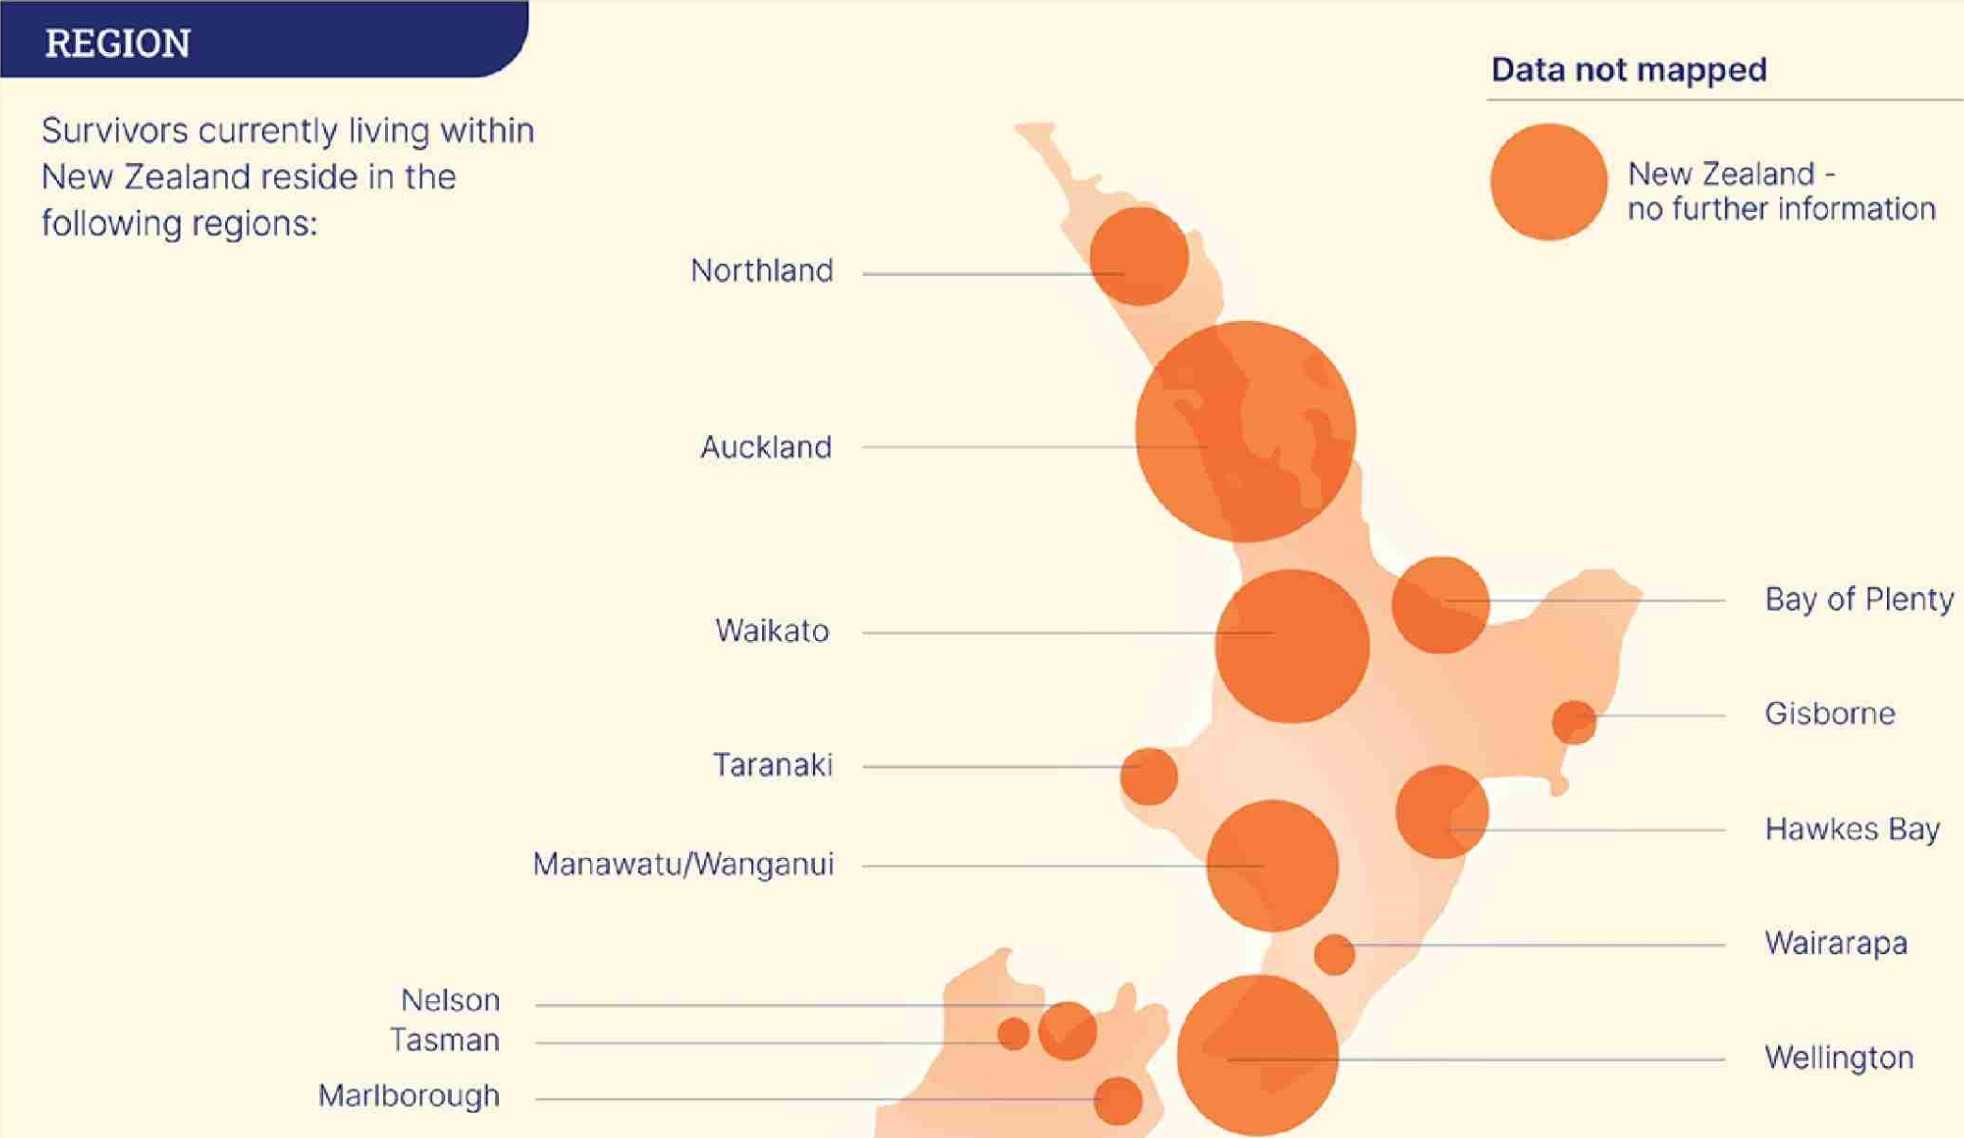 REGION
Survivors currently living within
New Zealand reside in the
following regions:
Data not mapped
New Zealand -
no further information
Northland
Auckland
Waikato
Taranaki
Manawatu/Wanganui
Nelson
Tasman
Marlborough
Bay of Plenty
Gisborne
Hawkes Bay
Wairarapa
Wellington